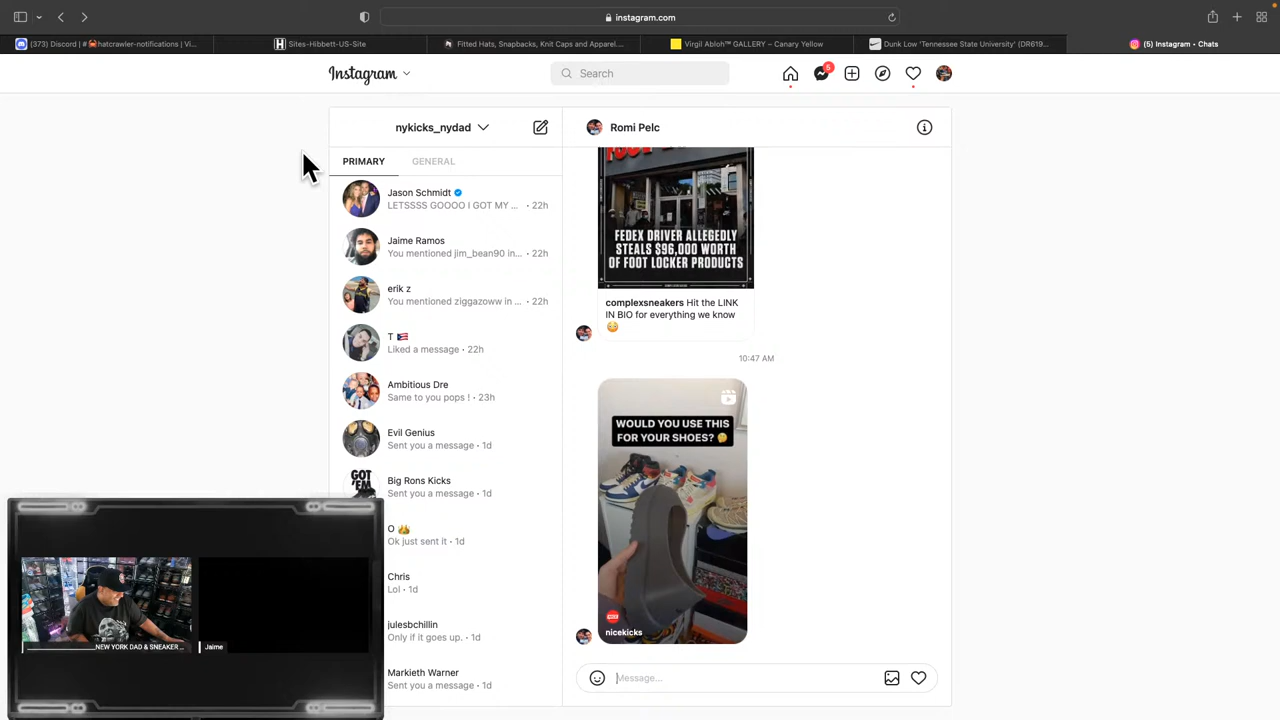 instagram.com
(373) Discord | #🦀hatcrawler-notifications | Vi...
Sites-Hibbett-US-Site
Fitted Hats, Snapbacks, Knit Caps and Apparel....
Virgil Abloh™ GALLERY – Canary Yellow
Dunk Low 'Tennessee State University' (DR619...
(5) Instagram • Chats
Instagram
Search
5
nykicks_nydad
Romi Pelc
PRIMARY
GENERAL
Jason Schmidt
LETSSSS GOOOO I GOT MY ... • 22h
Jaime Ramos
You mentioned jim_bean90 in... • 22h
erik z
You mentioned ziggazoww in ... • 22h
T 🇵🇷
Liked a message • 22h
Ambitious Dre
Same to you pops ! • 23h
Evil Genius
Sent you a message • 1d
GOT
'EM
Big Rons Kicks
Sent you a message • 1d
O 👑
Ok just sent it • 1d
Chris
Lol • 1d
julesbchillin
Only if it goes up. • 1d
Markieth Warner
Sent you a message • 1d
FEDEX DRIVER ALLEGEDLY
STEALS $96,000 WORTH
OF FOOT LOCKER PRODUCTS
complexsneakers Hit the LINK
IN BIO for everything we know
😳
10:47 AM
WOULD YOU USE THIS
FOR YOUR SHOES? 🤔
nicekicks
Message...
NEW YORK DAD & SNEAKER ...
Jaime